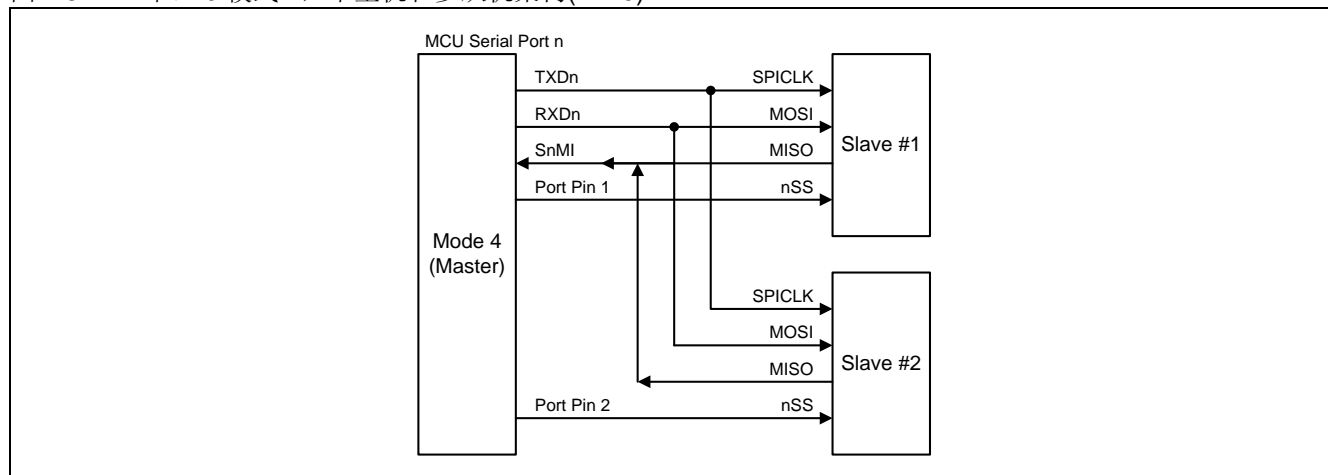 MCU Serial Port n
TXDn
SPICLK
RXDn
MOSI
SnMI
MISO
Port Pin 1
nSS
Slave #1
Mode 4
(Master)
SPICLK
MOSI
MISO
Slave #2
Port Pin 2
nSS